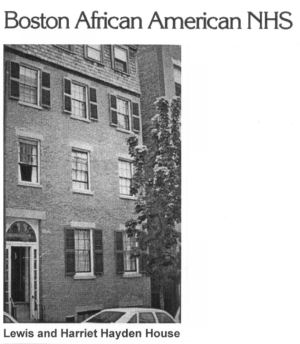 Boston African American NHS
Lewis and Harriet Hayden House